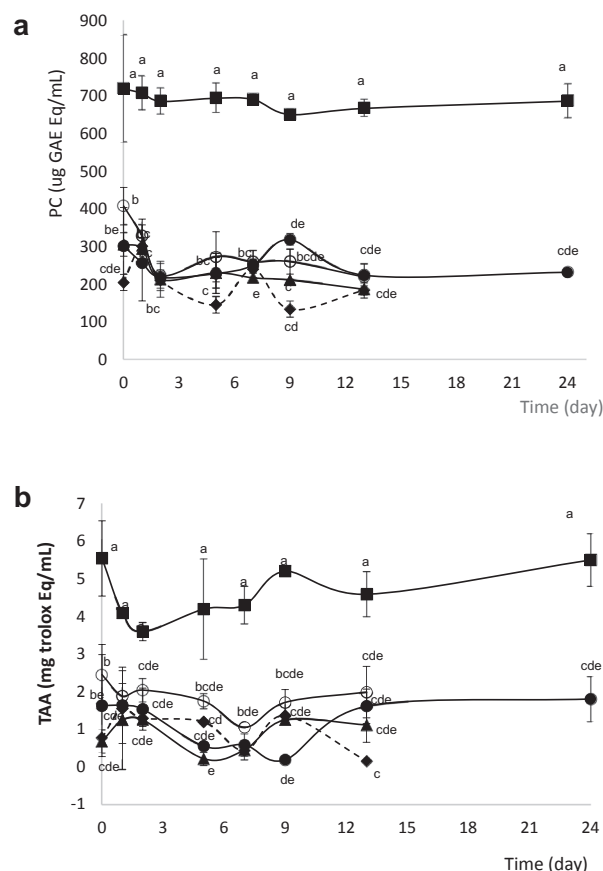 a
PC (ug GAE Eq/mL)
900
800
700
600
500
400
300
200
100
0
a
a
a
a
a
a
a
a
a
a
b
be
bc
c
cde
bc
bc
c
bc
e
de
bcde
c
cd
cde
cde
cde
0 3 6 9 12 15 18 21 24
Time (day)
b
TAA (mg trolox Eq/mL)
7
6
5
4
3
2
1
0
-1
a
a
a
a
a
a
a
b
be
cde
cde
cde
cde
cde
bcde
cd
cde
e
bde
bcde
de
cde
cde
cde
c
cde
0 3 6 9 12 15 18 21 24
Time (day)